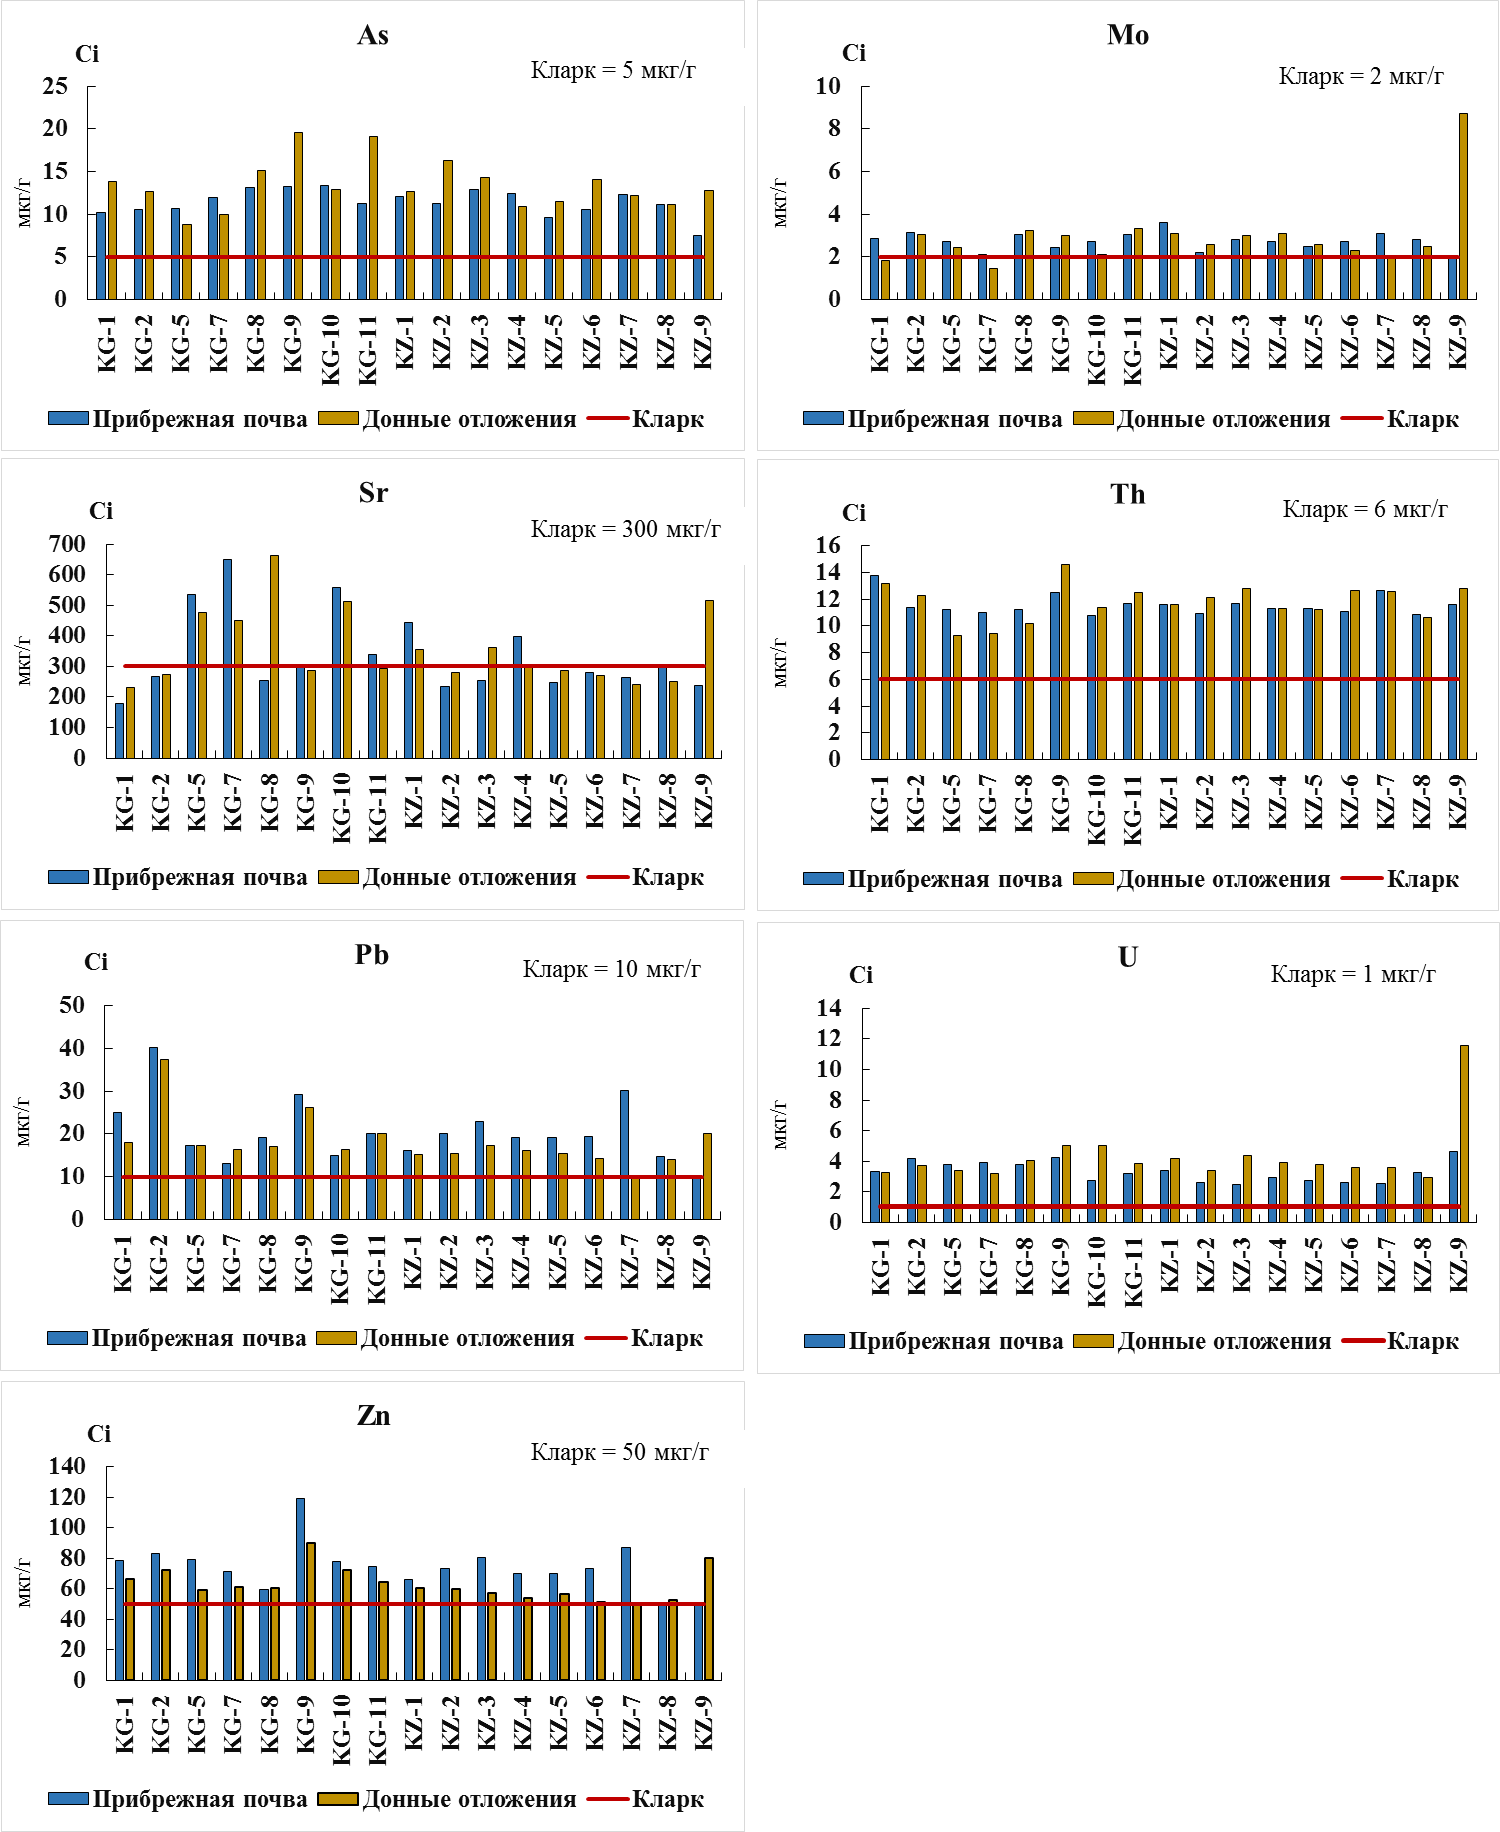 As
Ci
Кларк = 5 мкг/г
мкг/г
25
20
15
10
5
0
KG-1
KG-2
KG-5
KG-7
KG-8
KG-9
KG-10
KG-11
KZ-1
KZ-2
KZ-3
KZ-4
KZ-5
KZ-6
KZ-7
KZ-8
KZ-9
Прибрежная почва Донные отложения Кларк
Mo
Ci
Кларк = 2 мкг/г
мкг/г
10
8
6
4
2
0
KG-1
KG-2
KG-5
KG-7
KG-8
KG-9
KG-10
KG-11
KZ-1
KZ-2
KZ-3
KZ-4
KZ-5
KZ-6
KZ-7
KZ-8
KZ-9
Прибрежная почва Донные отложения Кларк
Sr
Ci
Кларк = 300 мкг/г
мкг/г
700
600
500
400
300
200
100
0
KG-1
KG-2
KG-5
KG-7
KG-8
KG-9
KG-10
KG-11
KZ-1
KZ-2
KZ-3
KZ-4
KZ-5
KZ-6
KZ-7
KZ-8
KZ-9
Прибрежная почва Донные отложения Кларк
Th
Ci
Кларк = 6 мкг/г
мкг/г
16
14
12
10
8
6
4
2
0
KG-1
KG-2
KG-5
KG-7
KG-8
KG-9
KG-10
KG-11
KZ-1
KZ-2
KZ-3
KZ-4
KZ-5
KZ-6
KZ-7
KZ-8
KZ-9
Прибрежная почва Донные отложения Кларк
Pb
Ci
Кларк = 10 мкг/г
мкг/г
50
40
30
20
10
0
KG-1
KG-2
KG-5
KG-7
KG-8
KG-9
KG-10
KG-11
KZ-1
KZ-2
KZ-3
KZ-4
KZ-5
KZ-6
KZ-7
KZ-8
KZ-9
Прибрежная почва Донные отложения Кларк
U
Ci
Кларк = 1 мкг/г
мкг/г
14
12
10
8
6
4
2
0
KG-1
KG-2
KG-5
KG-7
KG-8
KG-9
KG-10
KG-11
KZ-1
KZ-2
KZ-3
KZ-4
KZ-5
KZ-6
KZ-7
KZ-8
KZ-9
Прибрежная почва Донные отложения Кларк
Zn
Ci
Кларк = 50 мкг/г
мкг/г
140
120
100
80
60
40
20
0
KG-1
KG-2
KG-5
KG-7
KG-8
KG-9
KG-10
KG-11
KZ-1
KZ-2
KZ-3
KZ-4
KZ-5
KZ-6
KZ-7
KZ-8
KZ-9
Прибрежная почва Донные отложения Кларк